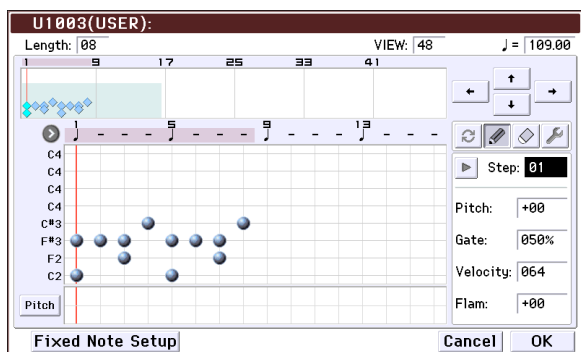 U1003(USER):
Length: 08 VIEW: 48 ♩= 109.00
1 9 17 25 33 41
1 5 9 13
C4
C4
C4
C4
C#3
F#3
F2
C2
Pitch
Step: 01
Pitch: +00
Gate: 050%
Velocity: 064
Flam: +00
Fixed Note Setup Cancel OK